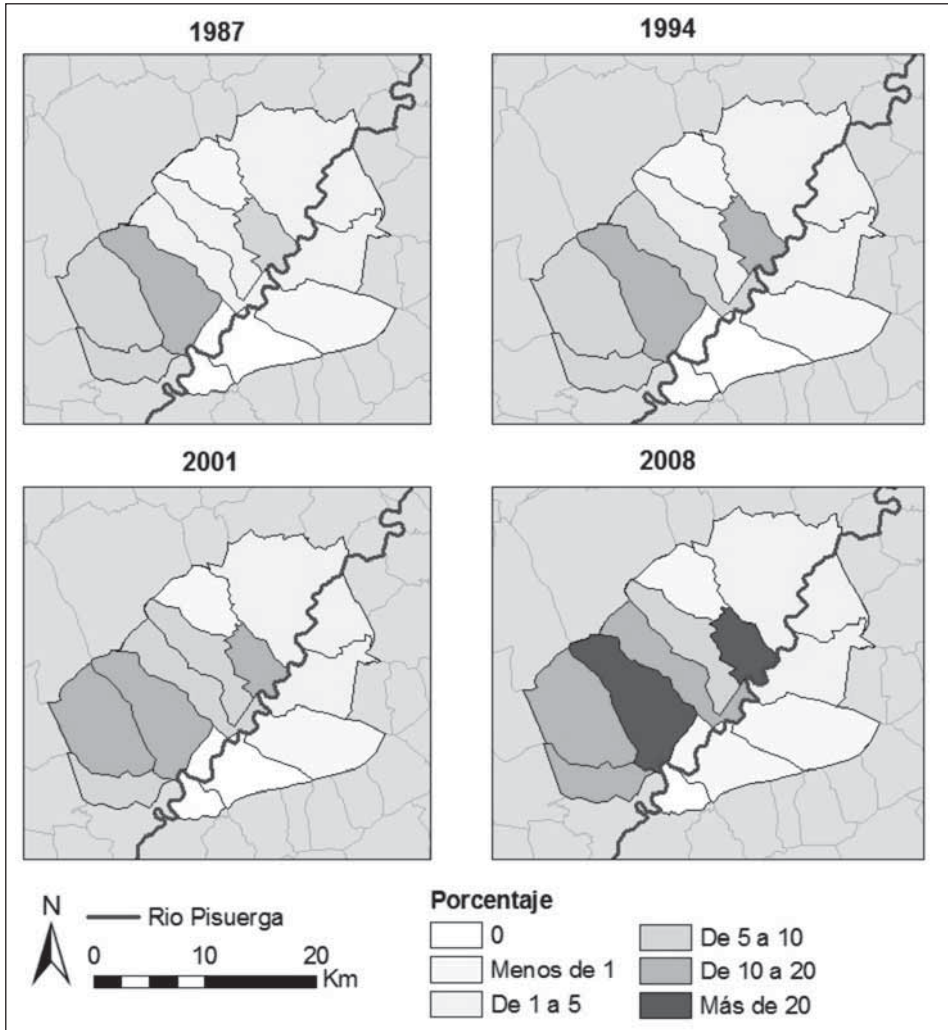 1987
1994
2001
2008
N
Rio Pisuerga
0 10 20
Km
Porcentaje
0
Menos de 1
De 1 a 5
De 5 a 10
De 10 a 20
Más de 20